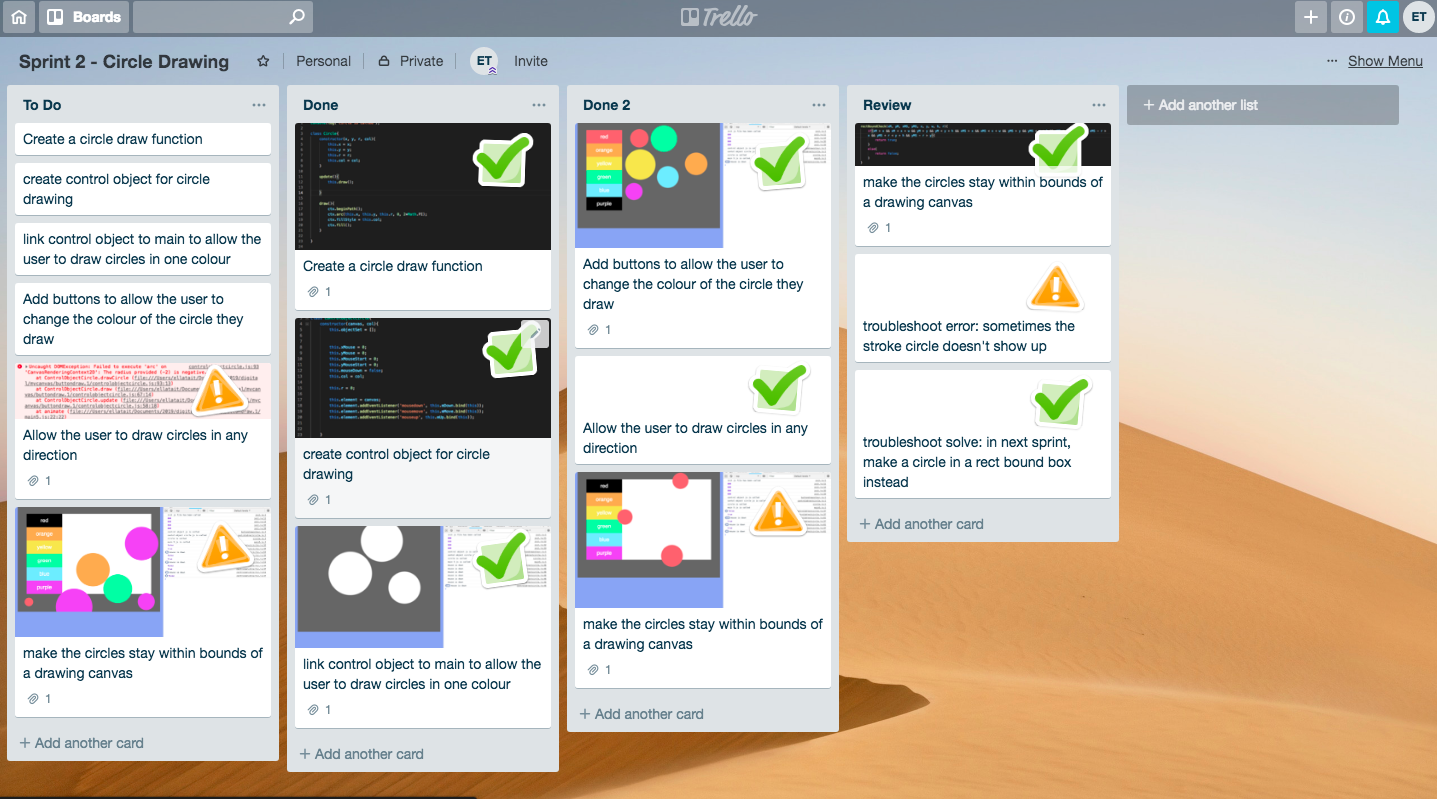 Boards
Trello
ET
Sprint 2 - Circle Drawing
Personal
Private
ET
Invite
... Show Menu
To Do
Create a circle draw function
create control object for circle
drawing
link control object to main to allow the
user to draw circles in one colour
Add buttons to allow the user to
change the colour of the circle they
draw
Allow the user to draw circles in any
direction
1
red
orange
yellow
green
blue
purple
make the circles stay within bounds of
a drawing canvas
1
+ Add another card
Done
Create a circle draw function
1
create control object for circle
drawing
1
link control object to main to allow the
user to draw circles in one colour
1
+ Add another card
Done 2
red
orange
yellow
green
blue
purple
Add buttons to allow the user to
change the colour of the circle they
draw
1
Allow the user to draw circles in any
direction
red
orange
yellow
green
blue
purple
make the circles stay within bounds of
a drawing canvas
1
+ Add another card
Review
make the circles stay within bounds of
a drawing canvas
1
troubleshoot error: sometimes the
stroke circle doesn't show up
troubleshoot solve: in next sprint,
make a circle in a rect bound box
instead
+ Add another card
+ Add another list